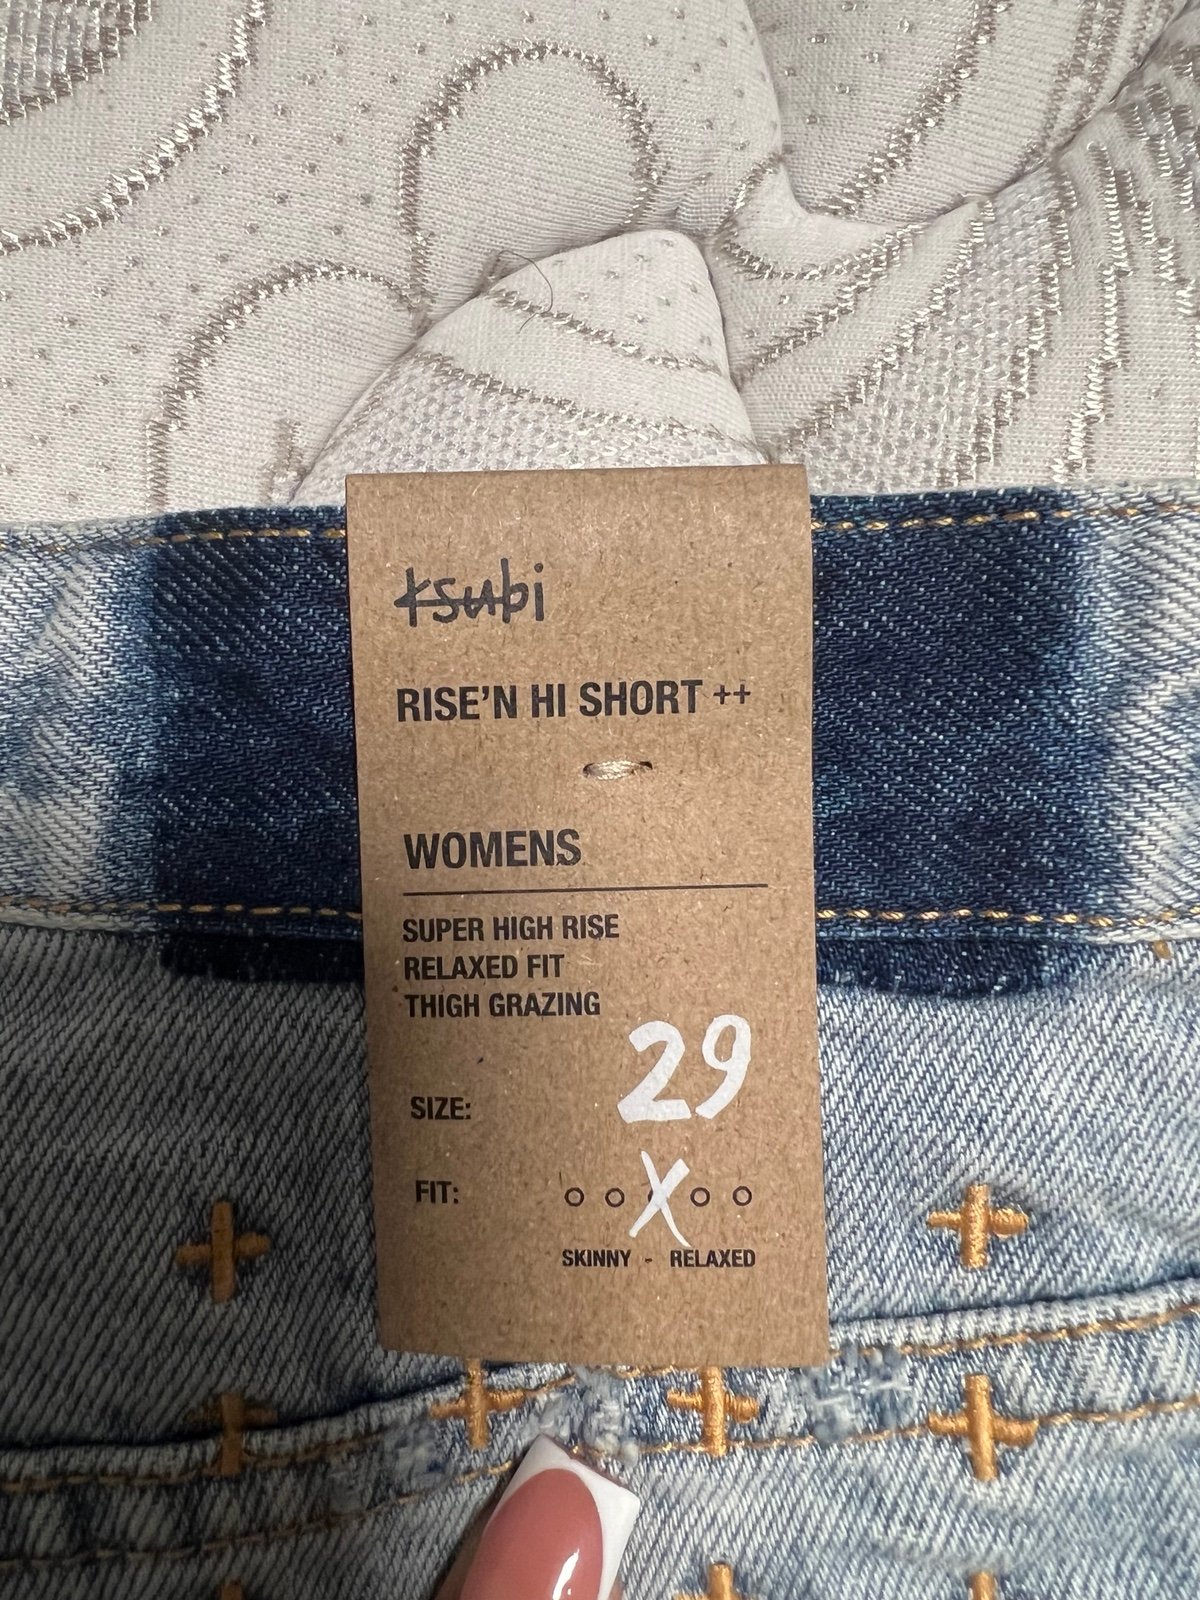 ksubi
RISE'N HI SHORT ++
WOMENS
SUPER HIGH RISE
RELAXED FIT
THIGH GRAZING
SIZE: 29
FIT: X
SKINNY - RELAXED